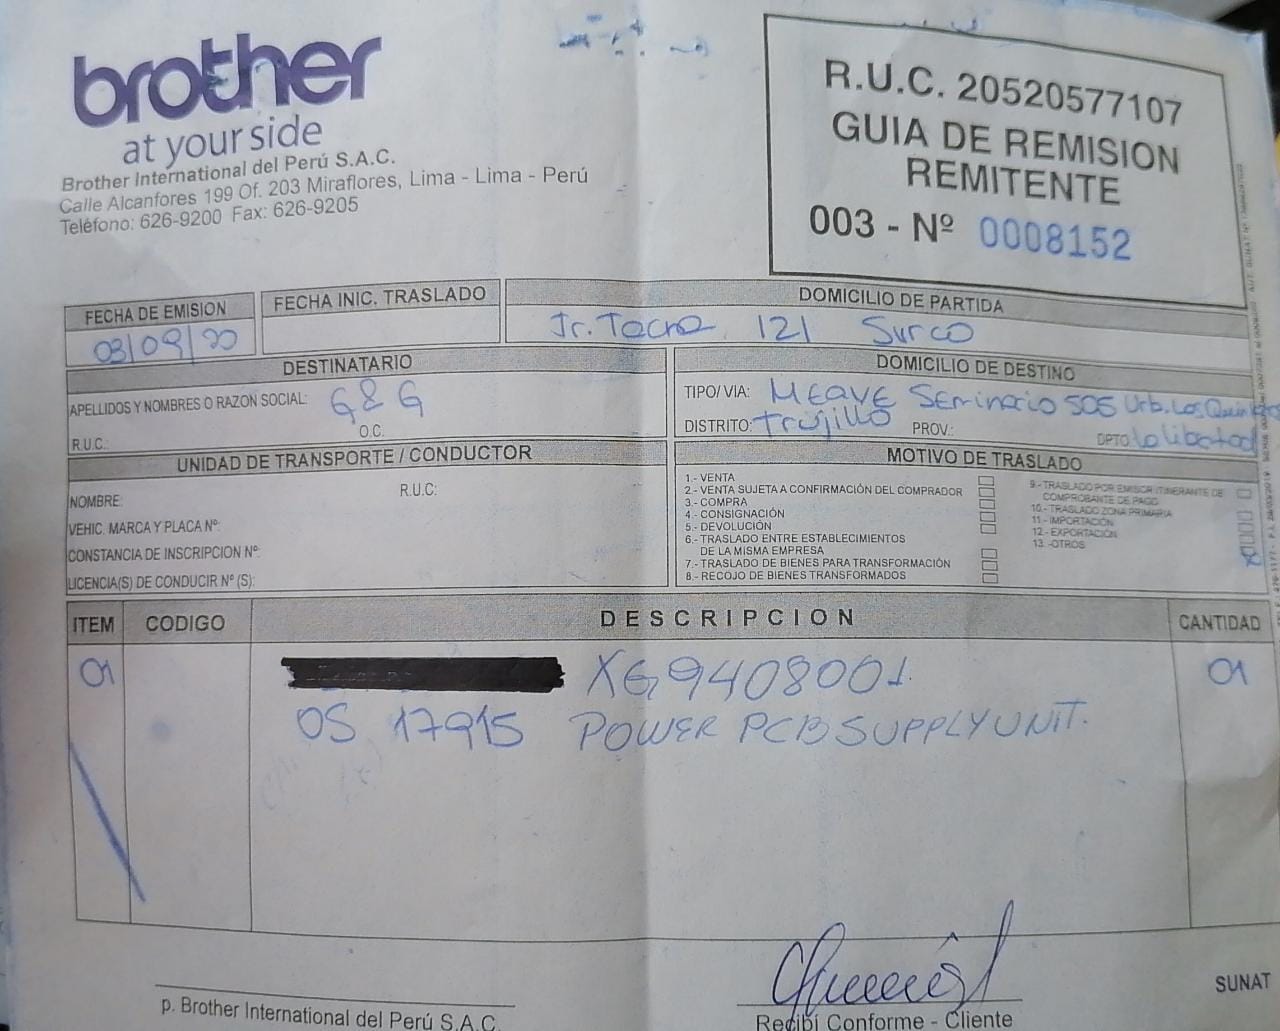 brother
at your side
Brother International del Perú S.A.C.
Calle Alcanfores 199 Of. 203 Miraflores, Lima - Lima - Perú
Teléfono: 626-9200 Fax: 626-9205
R.U.C. 20520577107
GUIA DE REMISION
REMITENTE
003 - Nº 0008152
FECHA DE EMISION
03/09/20
FECHA INIC. TRASLADO
DOMICILIO DE PARTIDA
Jr. Tacna 121 Surco
DESTINATARIO
APELLIDOS Y NOMBRES O RAZON SOCIAL: G & G
R.U.C.: O.C.
DOMICILIO DE DESTINO
TIPO/ VIA: MEAVE Seminario 505 Urb. Los
DISTRITO: Trujillo PROV.: DPTO. la libertad
UNIDAD DE TRANSPORTE / CONDUCTOR
NOMBRE: R.U.C:
VEHIC. MARCA Y PLACA Nº:
CONSTANCIA DE INSCRIPCION Nº:
LICENCIA(S) DE CONDUCIR Nº (S):
MOTIVO DE TRASLADO
1.- VENTA
2.- VENTA SUJETA A CONFIRMACIÓN DEL COMPRADOR
3.- COMPRA
4.- CONSIGNACIÓN
5.- DEVOLUCIÓN
6.- TRASLADO ENTRE ESTABLECIMIENTOS
DE LA MISMA EMPRESA
7.- TRASLADO DE BIENES PARA TRANSFORMACIÓN
8.- RECOJO DE BIENES TRANSFORMADOS
9.- TRASLADO POR EMISOR ITINERANTE DE
COMPROBANTE DE PAGO
10.- TRASLADO ZONA PRIMARIA
11.- IMPORTACIÓN
12.- EXPORTACIÓN
13.-OTROS
ITEM CODIGO DESCRIPCION CANTIDAD
01 XG9408001. 01
OS 17915 POWER PCB SUPPLY UNIT.
p. Brother International del Perú S.A.C.
Recibí Conforme - Cliente
SUNAT